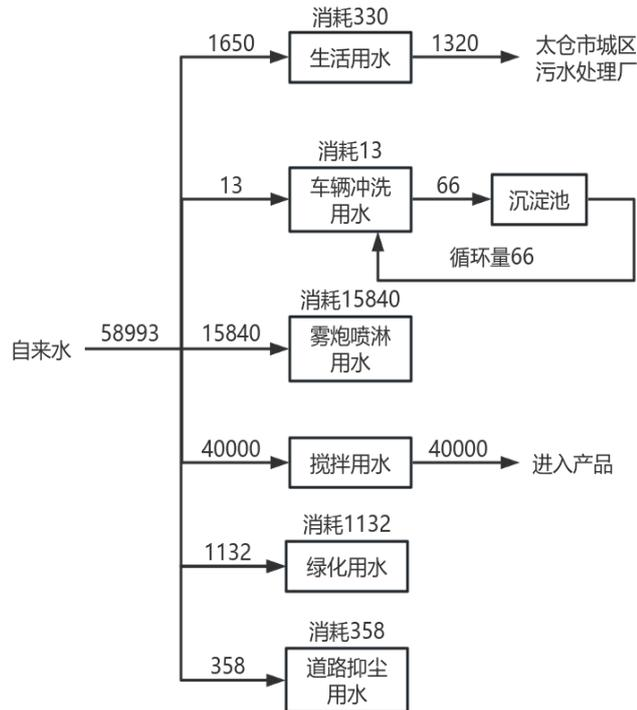 消耗330
1650
生活用水
1320
太仓市城区
污水处理厂
消耗13
13
车辆冲洗
用水
66
沉淀池
循环量66
消耗15840
自来水
58993
15840
雾炮喷淋
用水
40000
搅拌用水
40000
进入产品
消耗1132
1132
绿化用水
消耗358
358
道路抑尘
用水